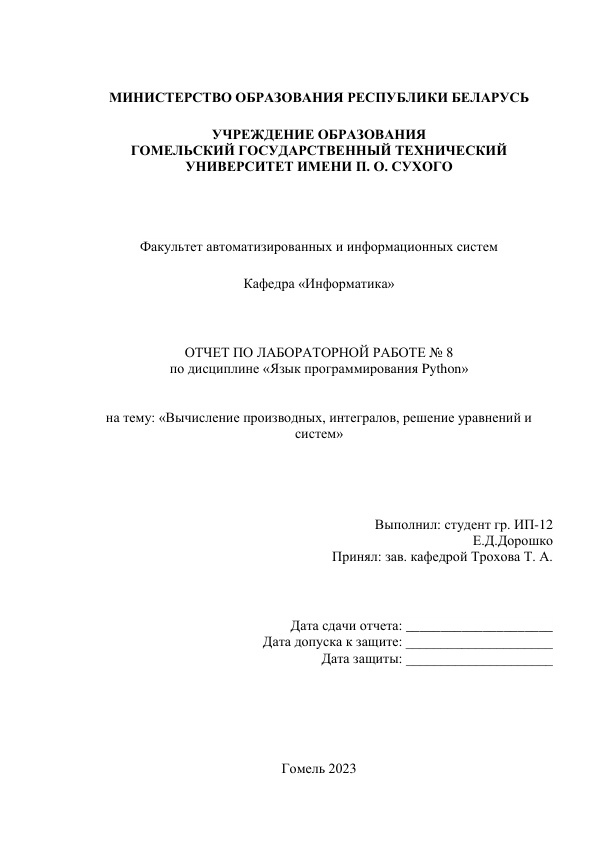 МИНИСТЕРСТВО ОБРАЗОВАНИЯ РЕСПУБЛИКИ БЕЛАРУСЬ
УЧРЕЖДЕНИЕ ОБРАЗОВАНИЯ
ГОМЕЛЬСКИЙ ГОСУДАРСТВЕННЫЙ ТЕХНИЧЕСКИЙ
УНИВЕРСИТЕТ ИМЕНИ П. О. СУХОГО
Факультет автоматизированных и информационных систем
Кафедра «Информатика»
ОТЧЕТ ПО ЛАБОРАТОРНОЙ РАБОТЕ № 8
по дисциплине «Язык программирования Python»
на тему: «Вычисление производных, интегралов, решение уравнений и
систем»
Выполнил: студент гр. ИП-12
Е.Д.Дорошко
Принял: зав. кафедрой Трохова Т. А.
Дата сдачи отчета: _____________________
Дата допуска к защите: _____________________
Дата защиты: _____________________
Гомель 2023